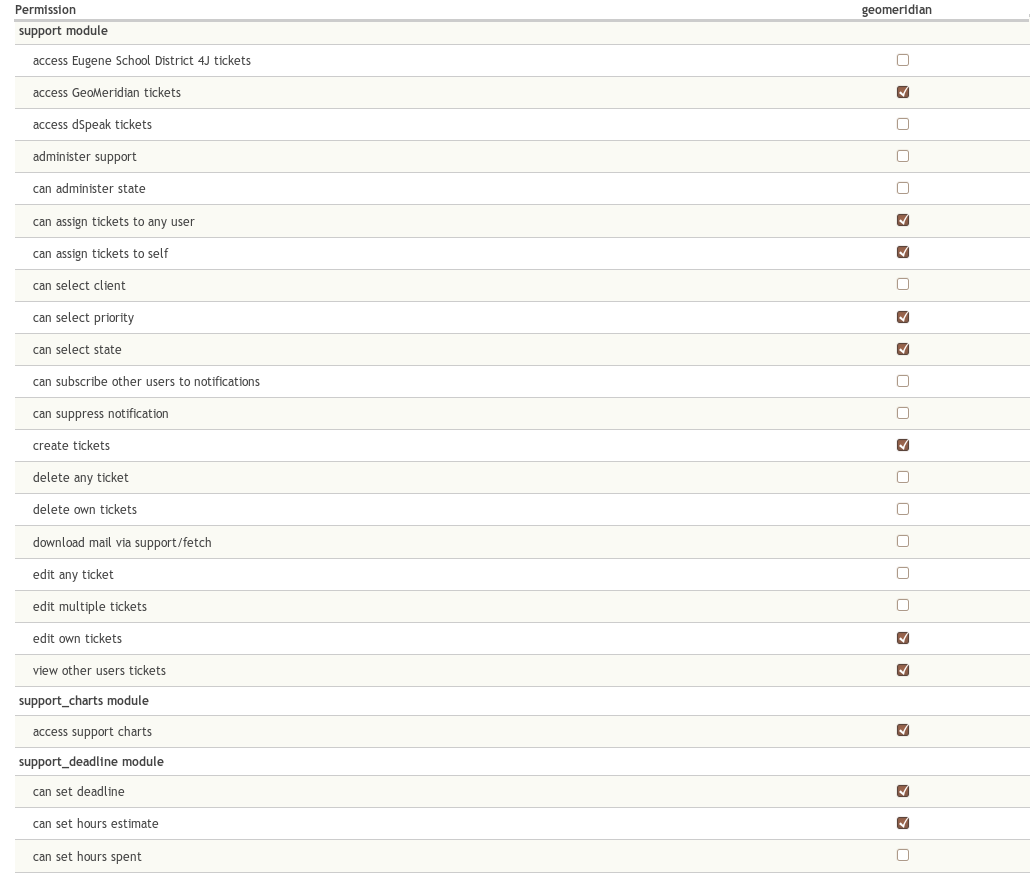 Permission geomeridian
support module
access Eugene School District 4J tickets
access GeoMeridian tickets
access dSpeak tickets
administer support
can administer state
can assign tickets to any user
can assign tickets to self
can select client
can select priority
can select state
can subscribe other users to notifications
can suppress notification
create tickets
delete any ticket
delete own tickets
download mail via support/fetch
edit any ticket
edit multiple tickets
edit own tickets
view other users tickets
support_charts module
access support charts
support_deadline module
can set deadline
can set hours estimate
can set hours spent